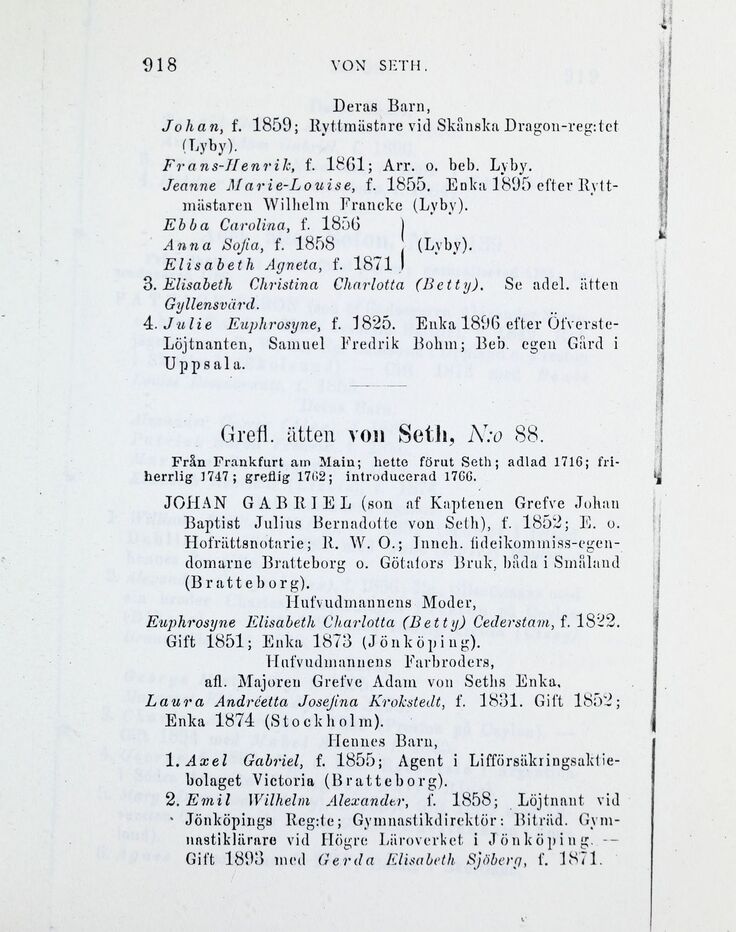 918
VON SETH.
Deras Barn,
Johan, f. 1859; Ryttmästare vid Skånska Dragon-reg:tet
(Lyby).
Frans-Henrik, f. 1861; Arr. o. beb. Lyby.
Jeanne Marie-Louise, f. 1855. Enka 1895 efter Rytt-
mästaren Wilhelm Francke (Lyby).
Ebba Carolina, f. 1856
Anna Sofia, f. 1858 } (Lyby).
Elisabeth Agneta, f. 1871.
3. Elisabeth Christina Charlotta (Betty). Se adel. ätten
Gyllensvärd.
4. Julie Euphrosyne, f. 1825. Enka 1896 efter Öfverste-
Löjtnanten, Samuel Fredrik Bohm; Beb. egen Gård i
Uppsala.
Grefl. ätten von Seth, N:o 88.
Från Frankfurt am Main; hette förut Seth; adlad 1716; fri-
herrlig 1747; greflig 1762; introducerad 1766.
JOHAN GABRIEL (son af Kaptenen Grefve Johan
Baptist Julius Bernadotte von Seth), f. 1852; E. o.
Hofrättsnotarie; R. W. O.; Inneh. fideikommiss-egen-
domarne Bratteborg o. Götafors Bruk, båda i Småland
(Bratteborg).
Hufvudmannens Moder,
Euphrosyne Elisabeth Charlotta (Betty) Cederstam, f. 1822.
Gift 1851; Enka 1873 (Jönköping).
Hufvudmannens Farbroders,
afl. Majoren Grefve Adam von Seths Enka,
Laura Andréetta Josefina Krokstedt, f. 1831. Gift 1852;
Enka 1874 (Stockholm).
Hennes Barn,
1. Axel Gabriel, f. 1855; Agent i Lifförsäkringsaktie-
bolaget Victoria (Bratteborg).
2. Emil Wilhelm Alexander, f. 1858; Löjtnant vid
Jönköpings Reg:te; Gymnastikdirektör: Biträd. Gym-
nastiklärare vid Högre Läroverket i Jönköping. —
Gift 1893 med Gerda Elisabeth Sjöberg, f. 1871.